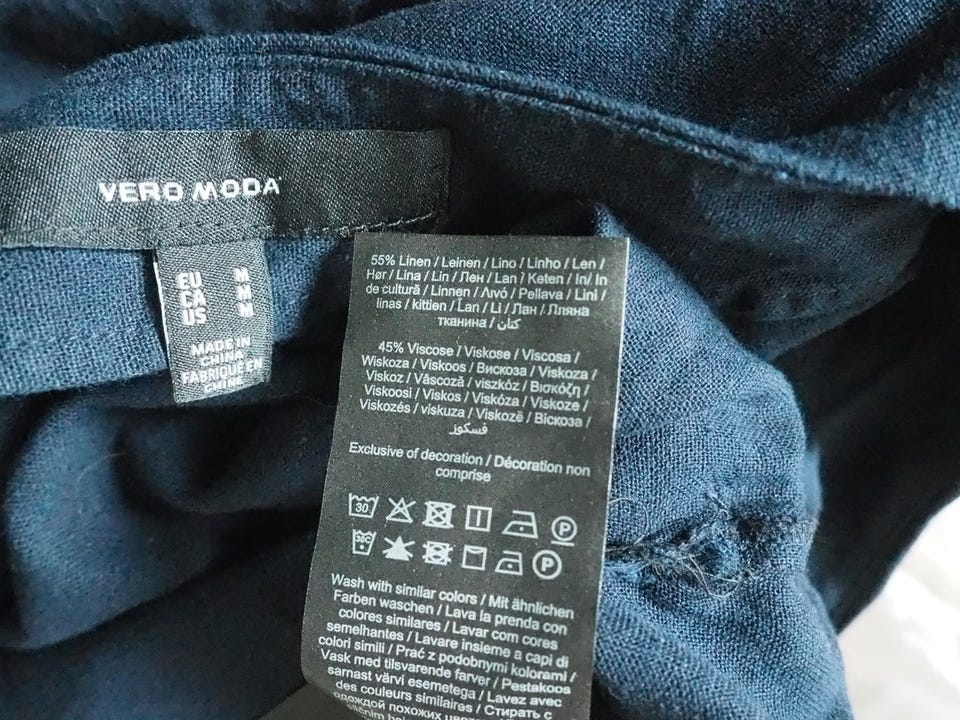 VERO MODA
EU M
CA M
US M
MADE IN
CHINA
FABRIQUE EN
CHINE
55% Linen / Leinen / Lino / Linho / Len /
Hør / Lina / Lin / Лен / Lan / Keten / In/ In
de cultură / Linnen / Λινό / Pellava / Lini /
linas / kittien / Lan / Li / Лан / Лляна
тканина / كتان
45% Viscose / Viskose / Viscosa /
Wiskoza / Viskoos / Вискоза / Viskoza /
Viskoz / Vâscoză / viszkóz / Βισκόζη /
Viskoosi / Viskos / Viskóza / Viskoze /
Viskozés / viskuza / Viskozë / Віскоза /
فسكوز
Exclusive of decoration / Décoration non
comprise
30 P
30C P
Wash with similar colors / Mit ähnlichen
Farben waschen / Lava la prenda con
colores similares / Lavar com cores
semelhantes / Lavare insieme a capi di
colori simili / Prać z podobnymi kolorami /
Vask med tilsvarende farver / Pestakoos
sarnast värvi esemetega / Lavez avec
des couleurs similaires / Стирать с
одеждой похожих